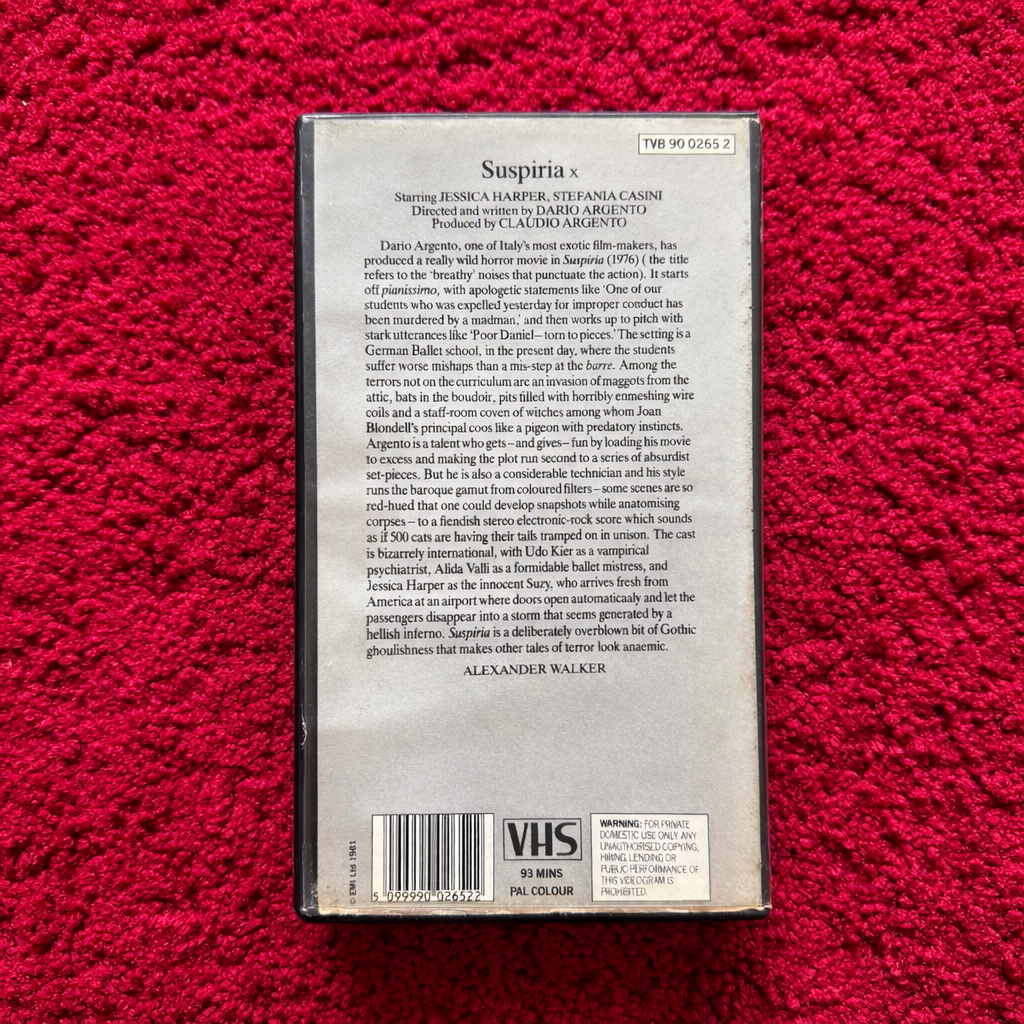 TVB 90 0265 2
Suspiria x
Starring JESSICA HARPER, STEFANIA CASINI
Directed and written by DARIO ARGENTO
Produced by CLAUDIO ARGENTO
Dario Argento, one of Italy's most exotic film-makers, has
produced a really wild horror movie in Suspiria (1976) ( the title
refers to the 'breathy' noises that punctuate the action). It starts
off pianissimo, with apologetic statements like 'One of our
students who was expelled yesterday for improper conduct has
been murdered by a madman,' and then works up to pitch with
stark utterances like 'Poor Daniel—torn to pieces.' The setting is a
German Ballet school, in the present day, where the students
suffer worse mishaps than a mis-step at the barre. Among the
terrors not on the curriculum are an invasion of maggots from the
attic, bats in the boudoir, pits filled with horribly enmeshing wire
coils and a staff-room coven of witches among whom Joan
Blondell's principal coos like a pigeon with predatory instincts.
Argento is a talent who gets—and gives—fun by loading his movie
to excess and making the plot run second to a series of absurdist
set-pieces. But he is also a considerable technician and his style
runs the baroque gamut from coloured filters—some scenes are so
red-hued that one could develop snapshots while anatomising
corpses—to a fiendish stereo electronic-rock score which sounds
as if 500 cats are having their tails tramped on in unison. The cast
is bizarrely international, with Udo Kier as a vampirical
psychiatrist, Alida Valli as a formidable ballet mistress, and
Jessica Harper as the innocent Suzy, who arrives fresh from
America at an airport where doors open automaticaaly and let the
passengers disappear into a storm that seems generated by a
hellish inferno. Suspiria is a deliberately overblown bit of Gothic
ghoulishness that makes other tales of terror look anaemic.
ALEXANDER WALKER
© EMI Ltd 1981
5 099990 026522
VHS
93 MINS
PAL COLOUR
WARNING: FOR PRIVATE
DOMESTIC USE ONLY ANY
UNAUTHORISED COPYING,
HIRING, LENDING OR
PUBLIC PERFORMANCE OF
THIS VIDEOGRAM IS
PROHIBITED.